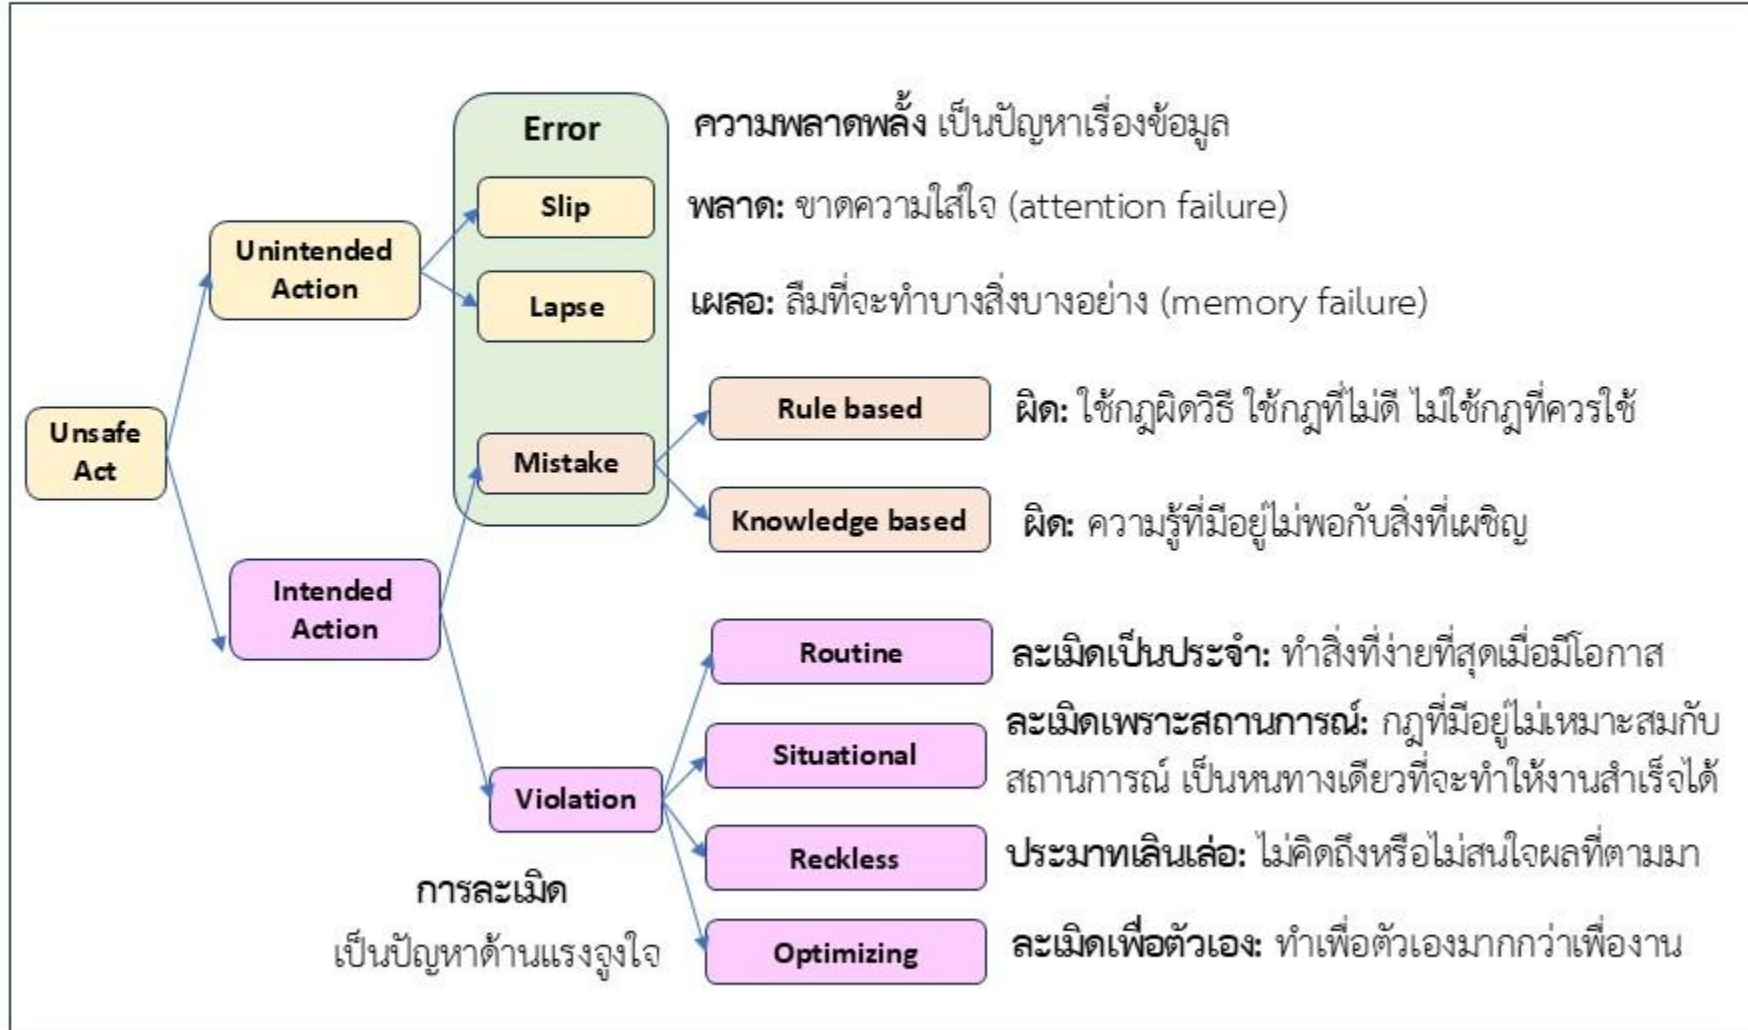 Error
ความพลาดพลั้ง เป็นปัญหาเรื่องข้อมูล
Slip
พลาด: ขาดความใส่ใจ (attention failure)
Unintended
Action
Lapse
เผลอ: ลืมที่จะทำบางสิ่งบางอย่าง (memory failure)
Unsafe
Act
Rule based
ผิด: ใช้กฎผิดวิธี ใช้กฎที่ไม่ดี ไม่ใช้กฎที่ควรใช้
Mistake
Knowledge based
ผิด: ความรู้ที่มีอยู่ไม่พอกับสิ่งที่เผชิญ
Intended
Action
Routine
ละเมิดเป็นประจำ: ทำสิ่งที่ง่ายที่สุดเมื่อมีโอกาส
Situational
ละเมิดเพราะสถานการณ์: กฎที่มีอยู่ไม่เหมาะสมกับ
สถานการณ์ เป็นหนทางเดียวที่จะทำให้งานสำเร็จได้
Violation
Reckless
ประมาทเลินเล่อ: ไม่คิดถึงหรือไม่สนใจผลที่ตามมา
การละเมิด
เป็นปัญหาด้านแรงจูงใจ
Optimizing
ละเมิดเพื่อตัวเอง: ทำเพื่อตัวเองมากกว่าเพื่องาน